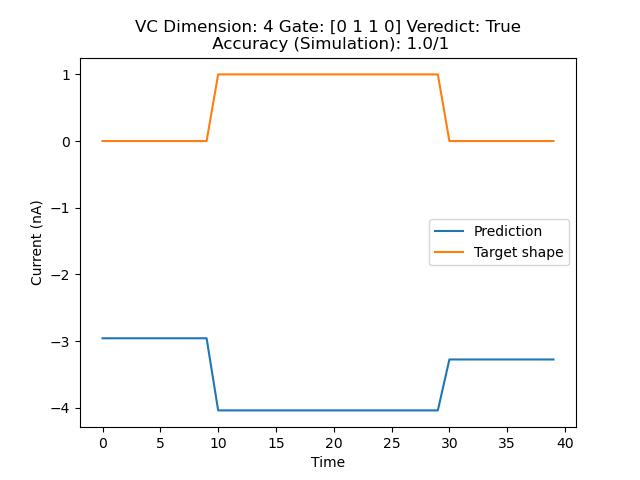 VC Dimension: 4 Gate: [0 1 1 0] Veredict: True
Accuracy (Simulation): 1.0/1
1
0
−1
−2
−3
−4
Current (nA)
Prediction
Target shape
0 5 10 15 20 25 30 35 40
Time